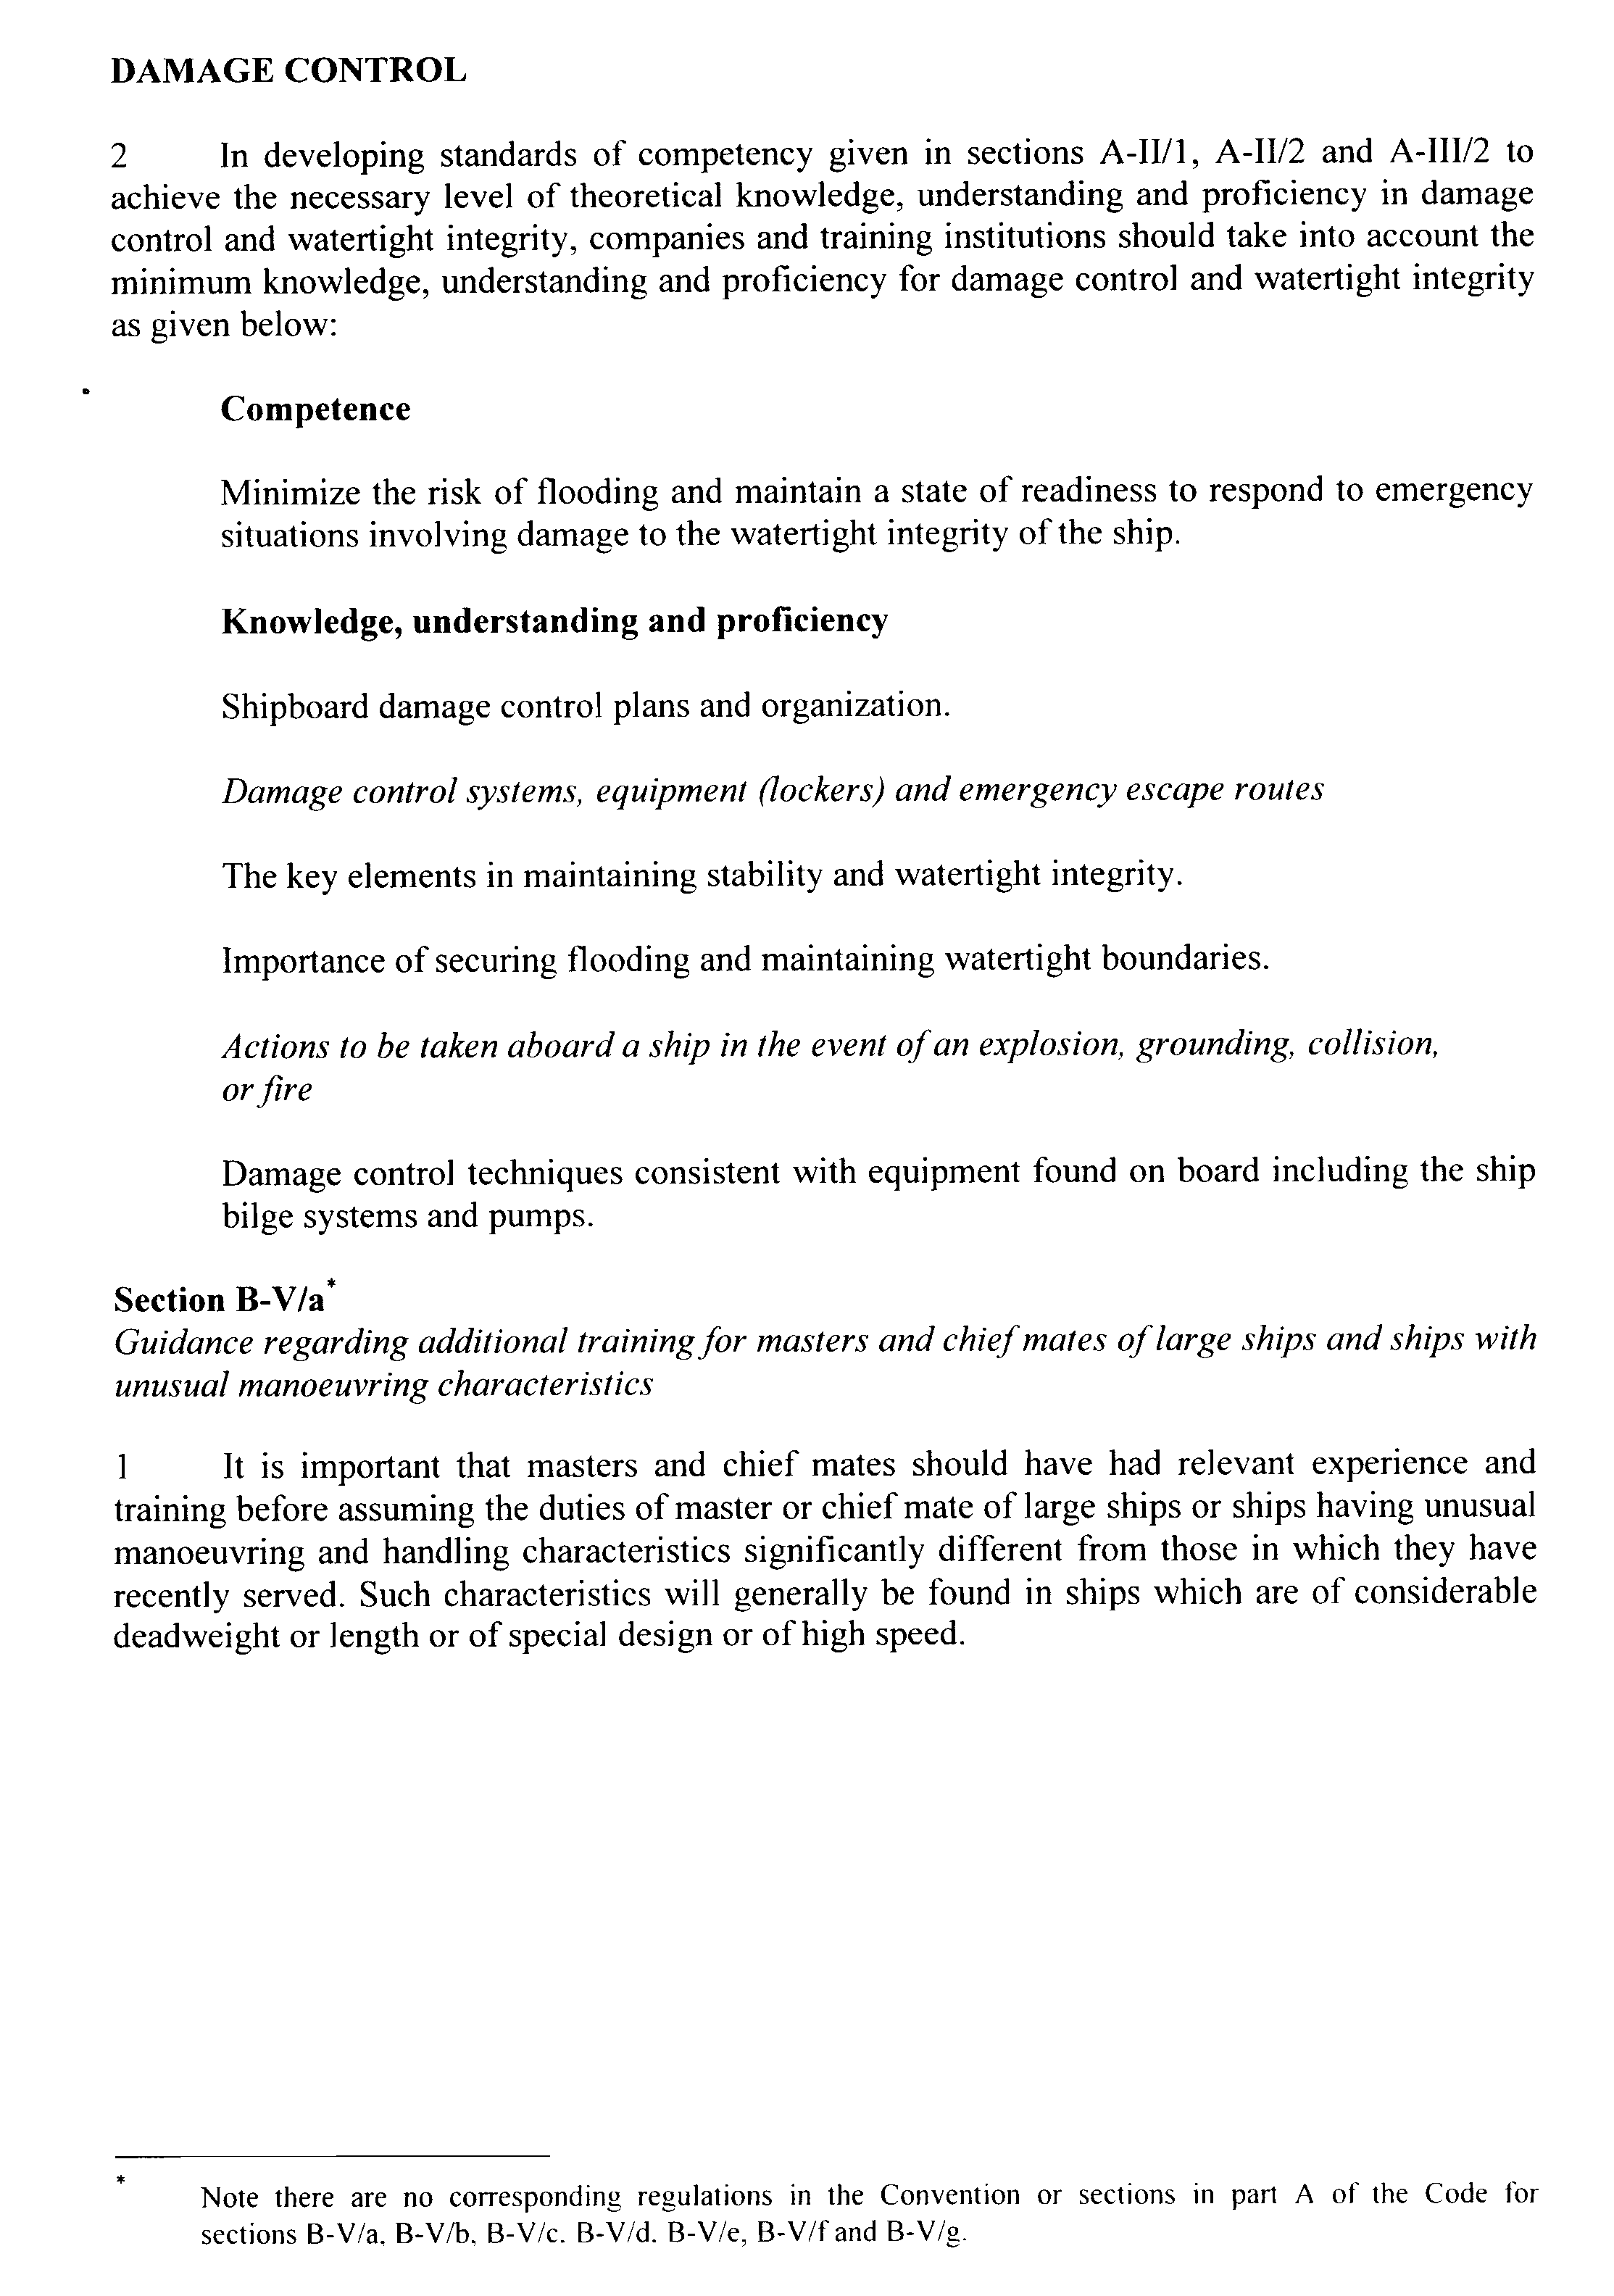 DAMAGE CONTROL
2 In developing standards of competency given in sections A-II/1, A-II/2 and A-III/2 to
achieve the necessary level of theoretical knowledge, understanding and proficiency in damage
control and watertight integrity, companies and training institutions should take into account the
minimum knowledge, understanding and proficiency for damage control and watertight integrity
as given below:
Competence
Minimize the risk of flooding and maintain a state of readiness to respond to emergency
situations involving damage to the watertight integrity of the ship.
Knowledge, understanding and proficiency
Shipboard damage control plans and organization.
Damage control systems, equipment (lockers) and emergency escape routes
The key elements in maintaining stability and watertight integrity.
Importance of securing flooding and maintaining watertight boundaries.
Actions to be taken aboard a ship in the event of an explosion, grounding, collision,
or fire
Damage control techniques consistent with equipment found on board including the ship
bilge systems and pumps.
Section B-V/a*
Guidance regarding additional training for masters and chief mates of large ships and ships with
unusual manoeuvring characteristics
1 It is important that masters and chief mates should have had relevant experience and
training before assuming the duties of master or chief mate of large ships or ships having unusual
manoeuvring and handling characteristics significantly different from those in which they have
recently served. Such characteristics will generally be found in ships which are of considerable
deadweight or length or of special design or of high speed.
* Note there are no corresponding regulations in the Convention or sections in part A of the Code for
sections B-V/a, B-V/b, B-V/c. B-V/d. B-V/e, B-V/f and B-V/g.